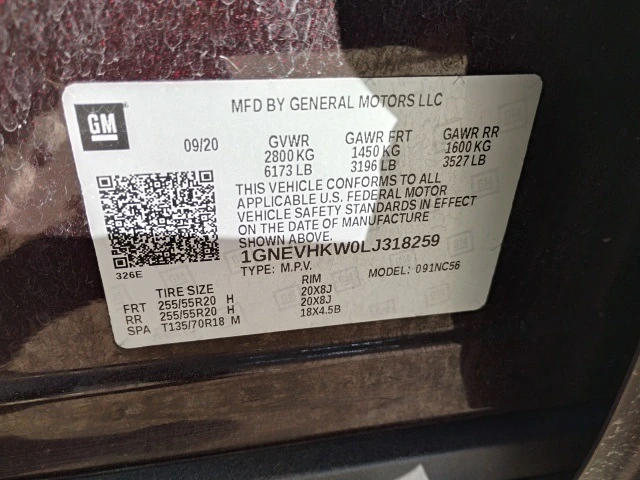 GM
MFD BY GENERAL MOTORS LLC
09/20 GVWR GAWR FRT GAWR RR
2800 KG 1450 KG 1600 KG
6173 LB 3196 LB 3527 LB
THIS VEHICLE CONFORMS TO ALL
APPLICABLE U.S. FEDERAL MOTOR
VEHICLE SAFETY STANDARDS IN EFFECT
ON THE DATE OF MANUFACTURE
SHOWN ABOVE.
326E
1GNEVHKW0LJ318259
TYPE: M.P.V. MODEL: 091NC56
TIRE SIZE RIM
FRT 255/55R20 H 20X8J
RR 255/55R20 H 20X8J
SPA T135/70R18 M 18X4.5B